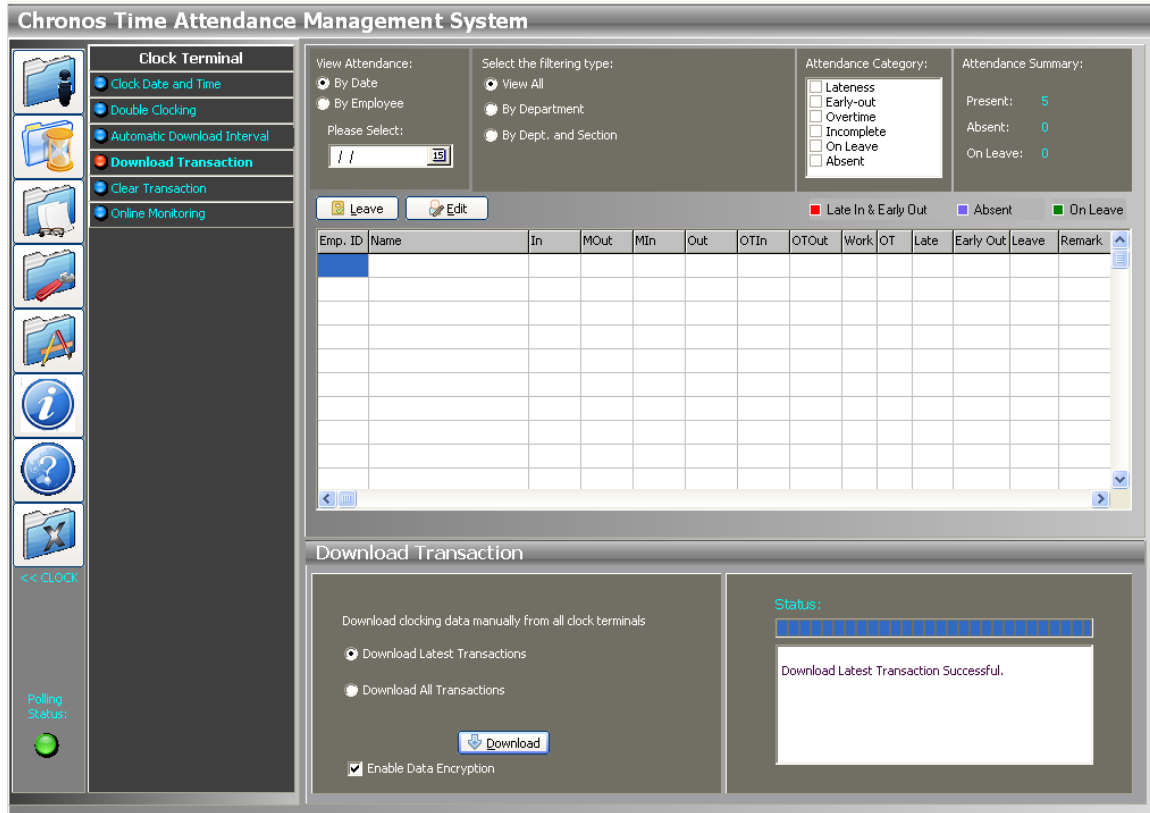 Chronos Time Attendance Management System
Clock Terminal
Clock Date and Time
Double Clocking
Automatic Download Interval
Download Transaction
Clear Transaction
Online Monitoring
<< CLOCK
Polling
Status:
View Attendance:
By Date
By Employee
Please Select:
/ /
15
Select the filtering type:
View All
By Department
By Dept. and Section
Attendance Category:
Lateness
Early-out
Overtime
Incomplete
On Leave
Absent
Attendance Summary:
Present: 5
Absent: 0
On Leave: 0
Leave Edit
Late In & Early Out Absent On Leave
Emp. ID Name In MOut MIn Out OTIn OTOut Work OT Late Early Out Leave Remark
Download Transaction
Download clocking data manually from all clock terminals
Download Latest Transactions
Download All Transactions
Download
Enable Data Encryption
Status:
Download Latest Transaction Successful.